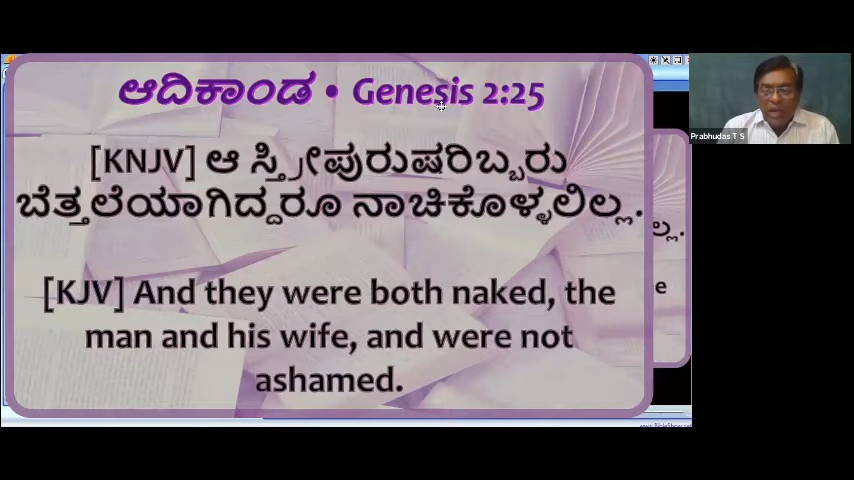 ಆದಿಕಾಂಡ • Genesis 2:25
[KNJV] ಆ ಸ್ತ್ರೀಪುರುಷರಿಬ್ಬರು
ಬೆತ್ತಲೆಯಾಗಿದ್ದರೂ ನಾಚಿಕೊಳ್ಳಲಿಲ್ಲ.
[KJV] And they were both naked, the
man and his wife, and were not
ashamed.
ಲ್ಲ.
e
Prabhudas T S